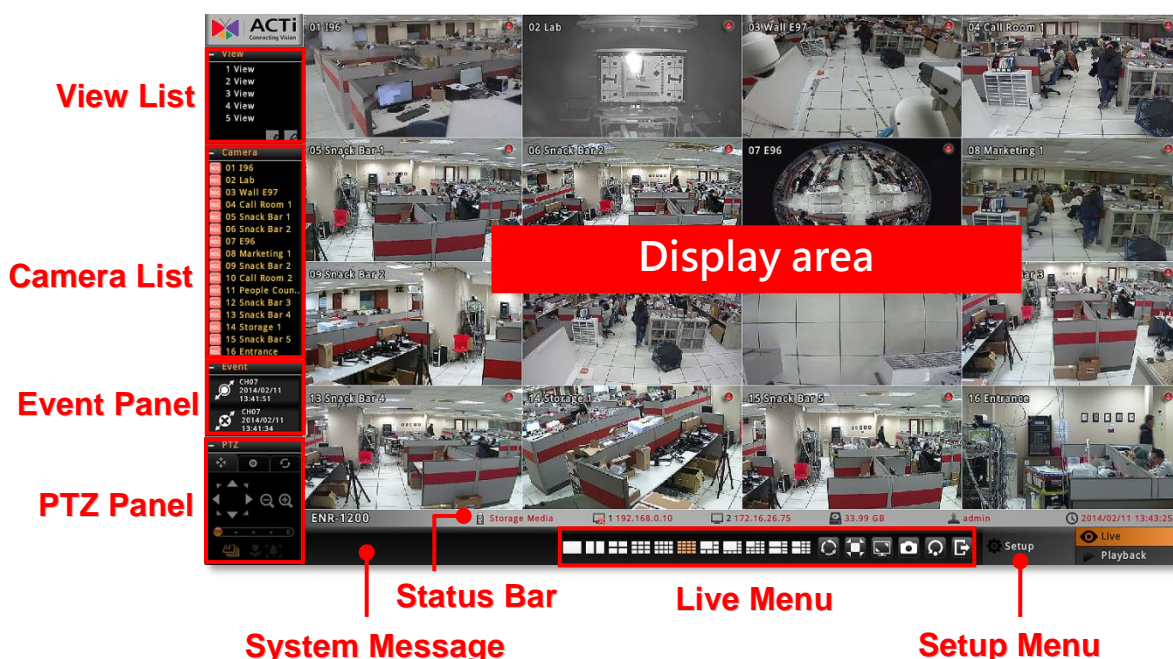 ACTi
Connecting Vision
View
1 View
2 View
3 View
4 View
5 View
View List
Camera
01 I96
02 Lab
03 Wall E97
04 Call Room 1
05 Snack Bar 1
06 Snack Bar 2
07 E96
08 Marketing 1
09 Snack Bar 2
10 Call Room 2
11 People Coun..
12 Snack Bar 3
13 Snack Bar 4
14 Storage 1
15 Snack Bar 5
16 Entrance
Camera List
Event
CH07
2014/02/11
13:41:51
CH07
2014/02/11
13:41:34
Event Panel
PTZ
PTZ Panel
01 I96
02 Lab
03 Wall E97
04 Call Room 1
05 Snack Bar 1
06 Snack Bar 2
07 E96
08 Marketing 1
Display area
09 Snack Bar 2
ar 3
13 Snack Bar 4
14 Storage 1
15 Snack Bar 5
16 Entrance
ENR-1200
Storage Media
1 192.168.0.10
2 172.16.26.75
33.99 GB
admin
2014/02/11 13:43:25
Setup
Live
Playback
Status Bar
Live Menu
System Message
Setup Menu